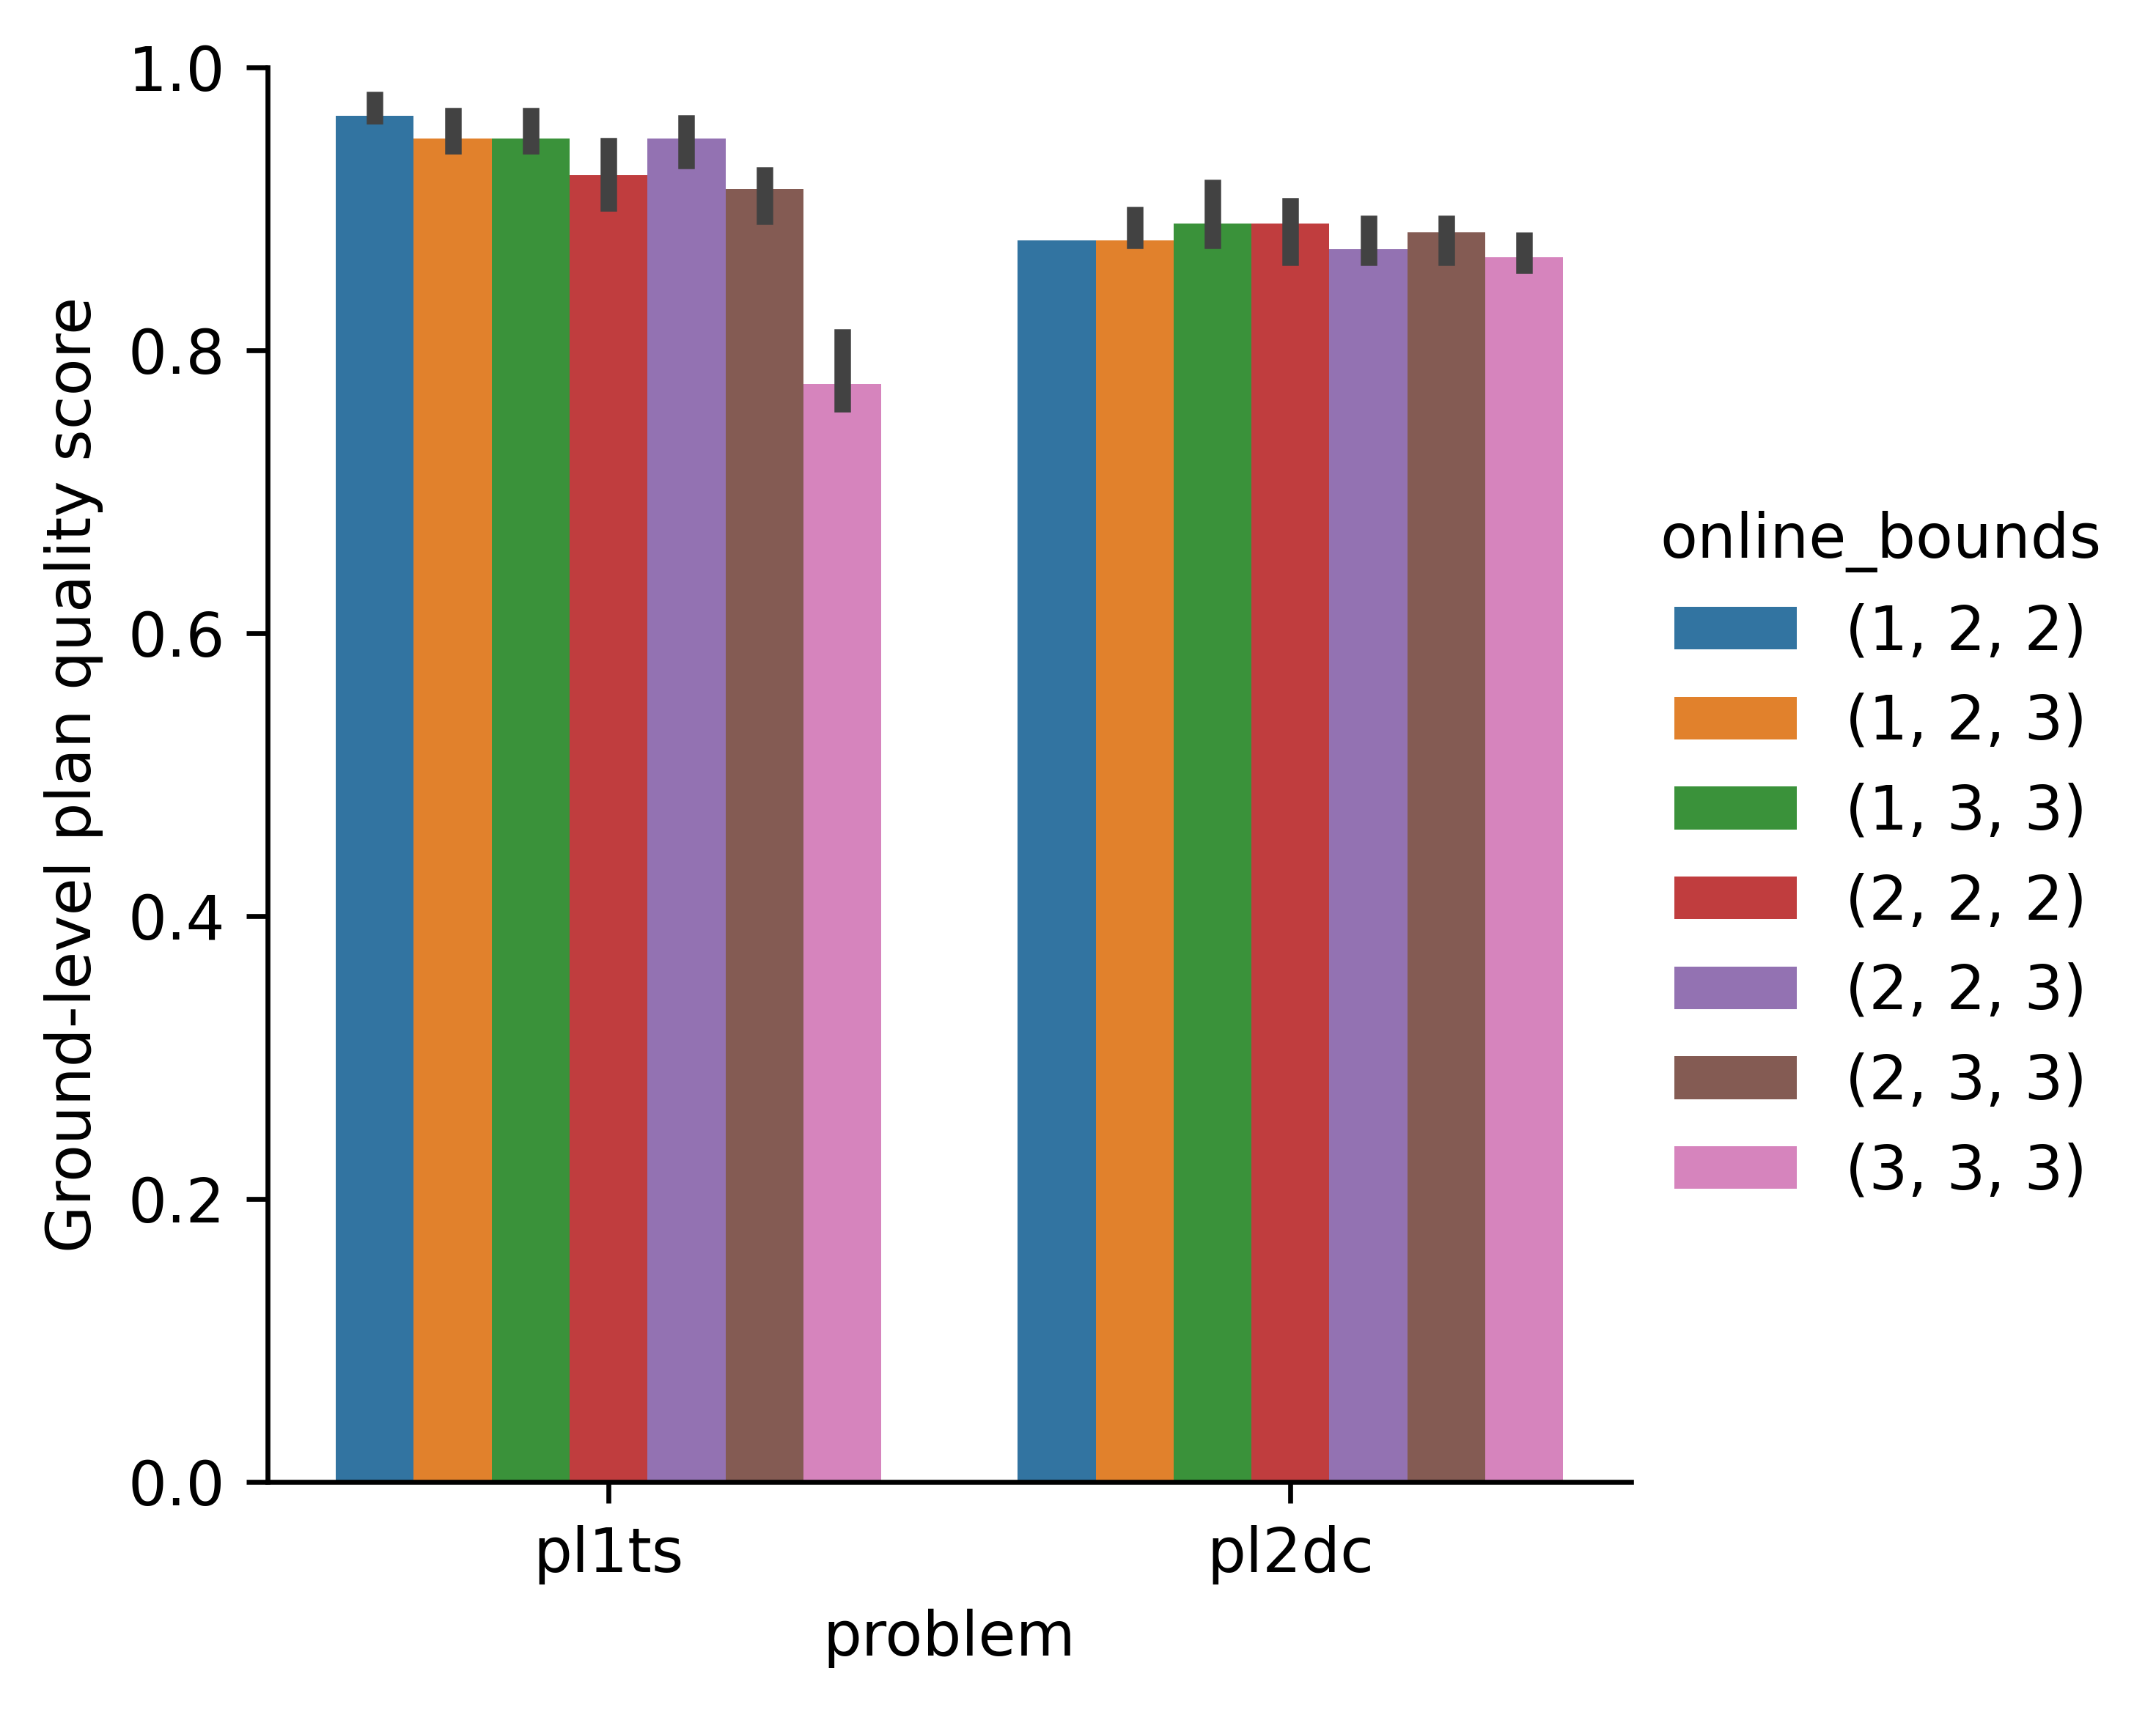 Ground-level plan quality score
1.0
0.8
0.6
0.4
0.2
0.0
pl1ts
pl2dc
problem
online_bounds
(1, 2, 2)
(1, 2, 3)
(1, 3, 3)
(2, 2, 2)
(2, 2, 3)
(2, 3, 3)
(3, 3, 3)